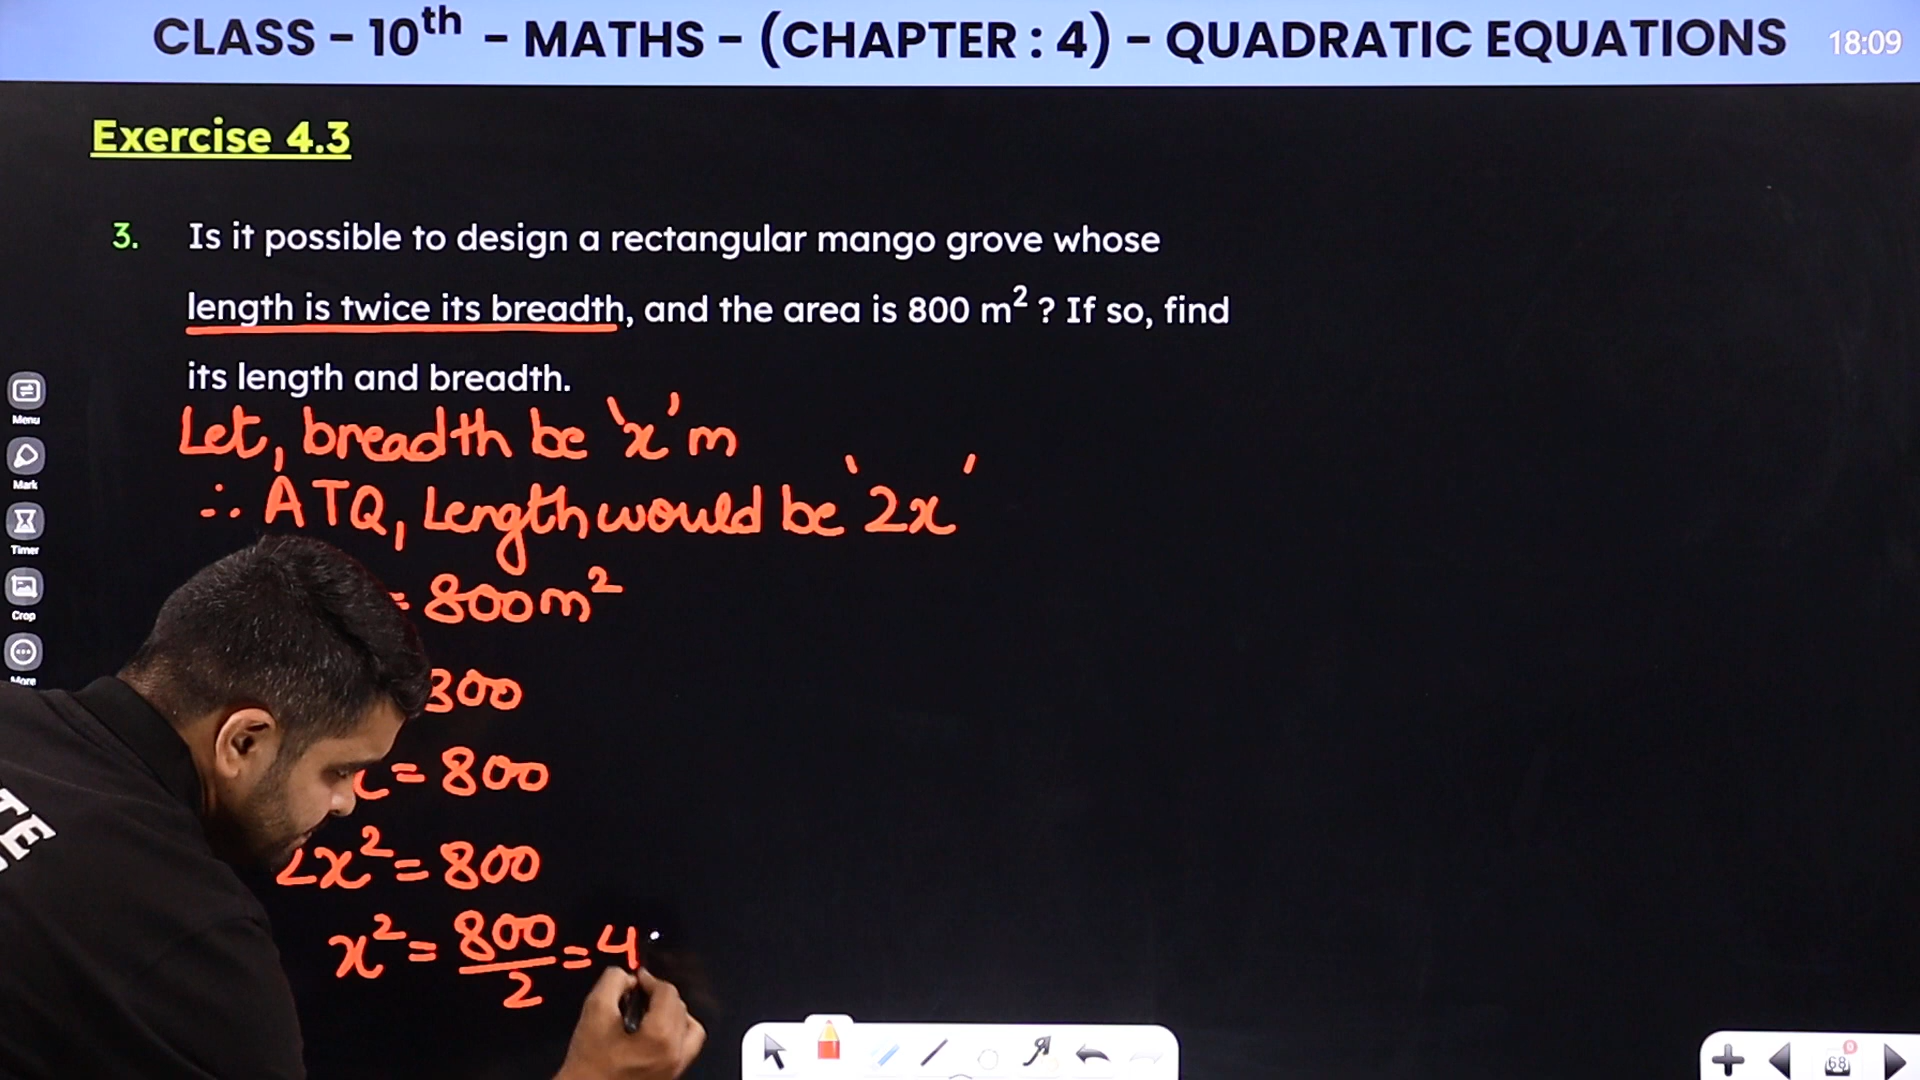 CLASS - 10th - MATHS - (CHAPTER : 4) - QUADRATIC EQUATIONS 18:09
Exercise 4.3
3. Is it possible to design a rectangular mango grove whose
length is twice its breadth, and the area is 800 m² ? If so, find
its length and breadth.
Let, breadth be 'x' m
∴ ATQ, Length would be '2x'
= 800m²
800
x = 800
2x² = 800
x² = 800/2 = 4
Menu
Mark
Timer
Crop
More
68
0